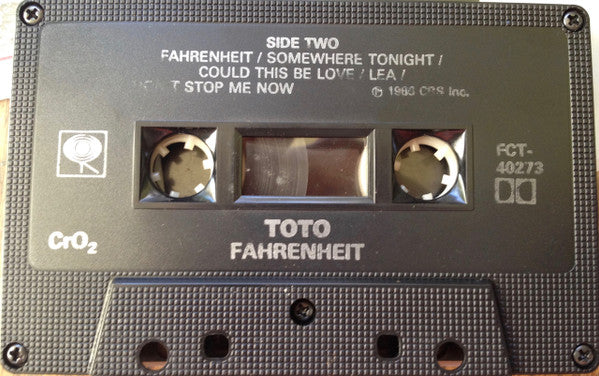 SIDE TWO
FAHRENHEIT / SOMEWHERE TONIGHT /
COULD THIS BE LOVE / LEA /
DON'T STOP ME NOW ℗ 1986 CBS Inc.
FCT-
40273
CrO₂
TOTO
FAHRENHEIT